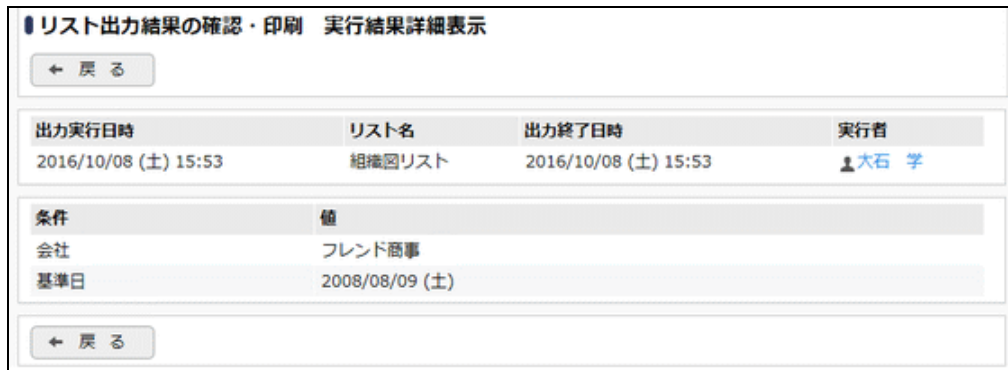 リスト出力結果の確認・印刷　実行結果詳細表示
← 戻 る
出力実行日時 リスト名 出力終了日時 実行者
2016/10/08 (土) 15:53 組織図リスト 2016/10/08 (土) 15:53 大石　学
条件 値
会社 フレンド商事
基準日 2008/08/09 (土)
← 戻 る